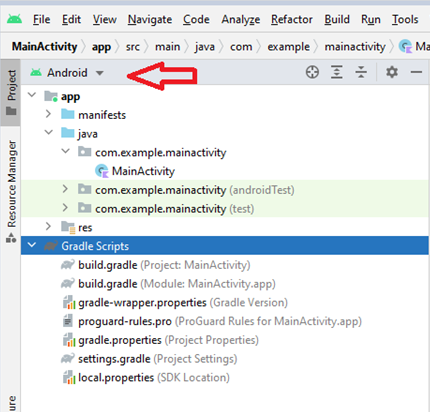 File Edit View Navigate Code Analyze Refactor Build Run Tools
MainActivity app src main java com example mainactivity
Android
Project
Resource Manager
app
manifests
java
com.example.mainactivity
MainActivity
com.example.mainactivity (androidTest)
com.example.mainactivity (test)
res
Gradle Scripts
build.gradle (Project: MainActivity)
build.gradle (Module: MainActivity.app)
gradle-wrapper.properties (Gradle Version)
proguard-rules.pro (ProGuard Rules for MainActivity.app)
gradle.properties (Project Properties)
settings.gradle (Project Settings)
local.properties (SDK Location)